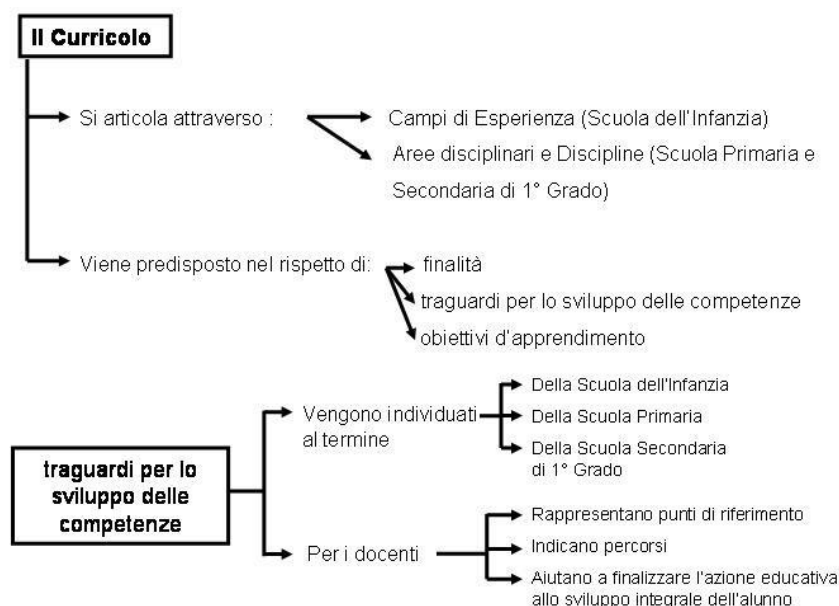 Il Curricolo
Si articola attraverso :
Campi di Esperienza (Scuola dell'Infanzia)
Aree disciplinari e Discipline (Scuola Primaria e
Secondaria di 1° Grado)
Viene predisposto nel rispetto di:
finalità
traguardi per lo sviluppo delle competenze
obiettivi d'apprendimento
traguardi per lo
sviluppo delle
competenze
Vengono individuati
al termine
Della Scuola dell'Infanzia
Della Scuola Primaria
Della Scuola Secondaria
di 1° Grado
Per i docenti
Rappresentano punti di riferimento
Indicano percorsi
Aiutano a finalizzare l'azione educativa
allo sviluppo integrale dell'alunno